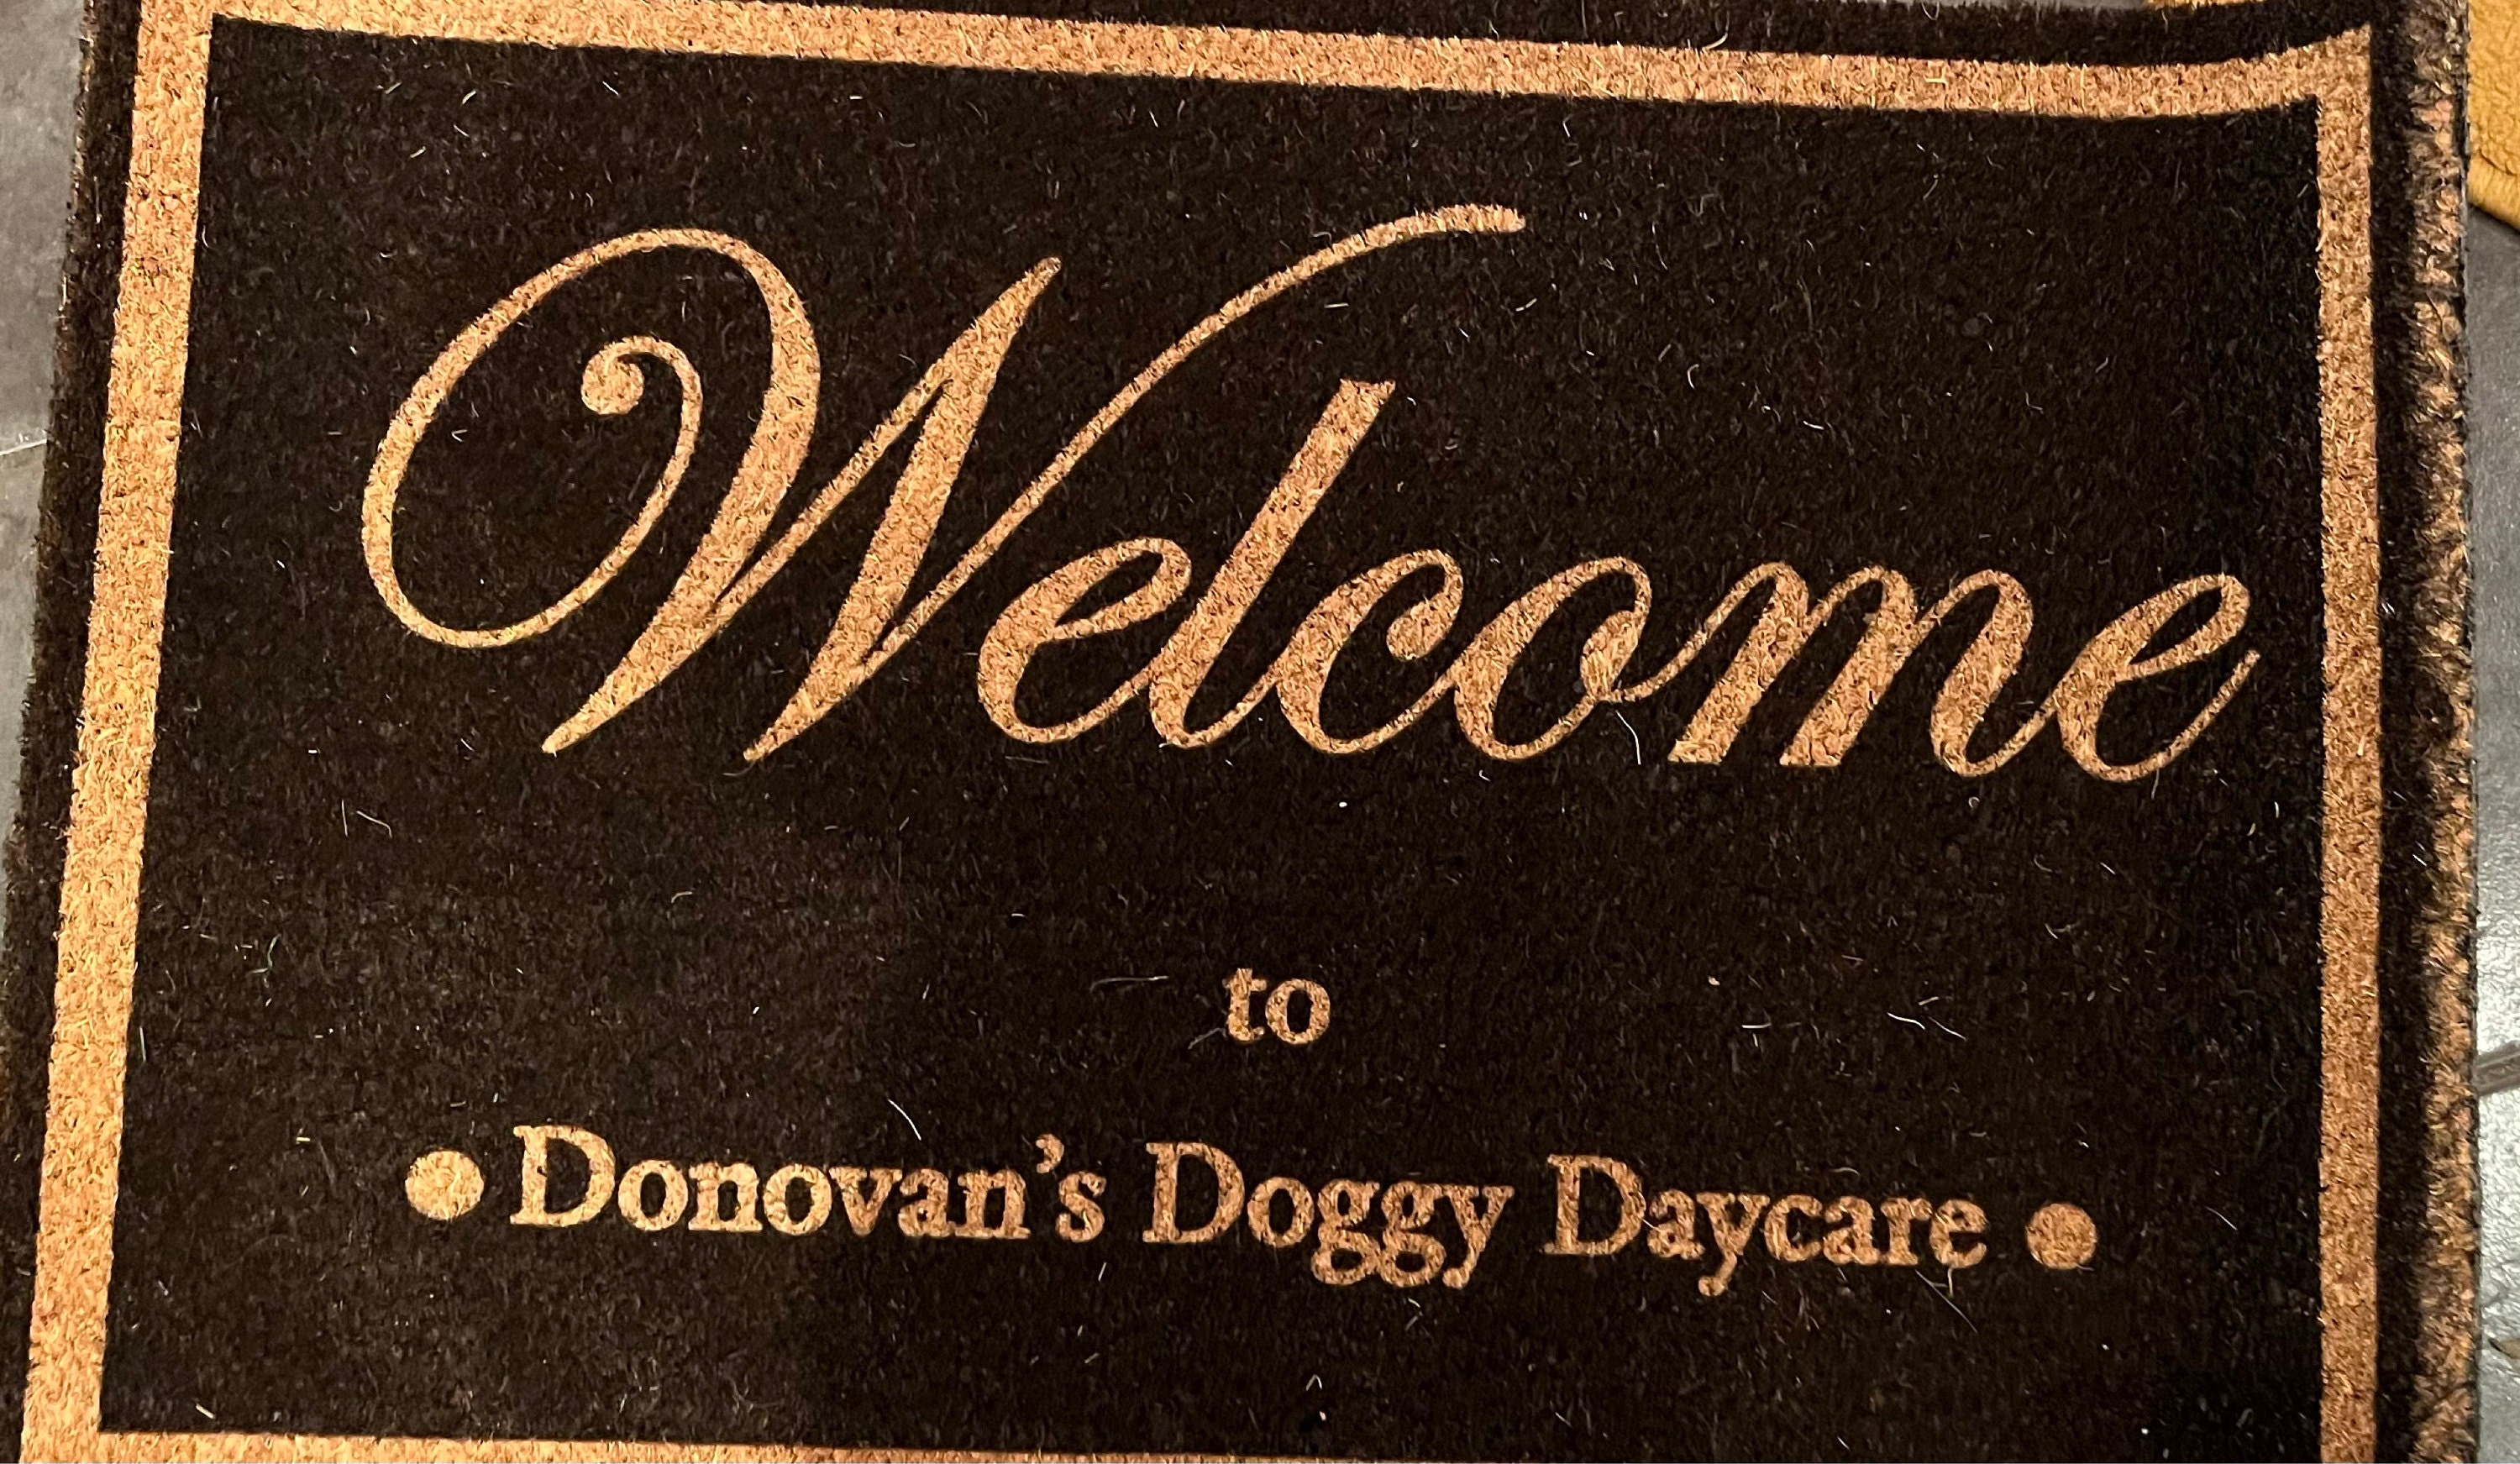 Welcome
to
• Donovan’s Doggy Daycare •